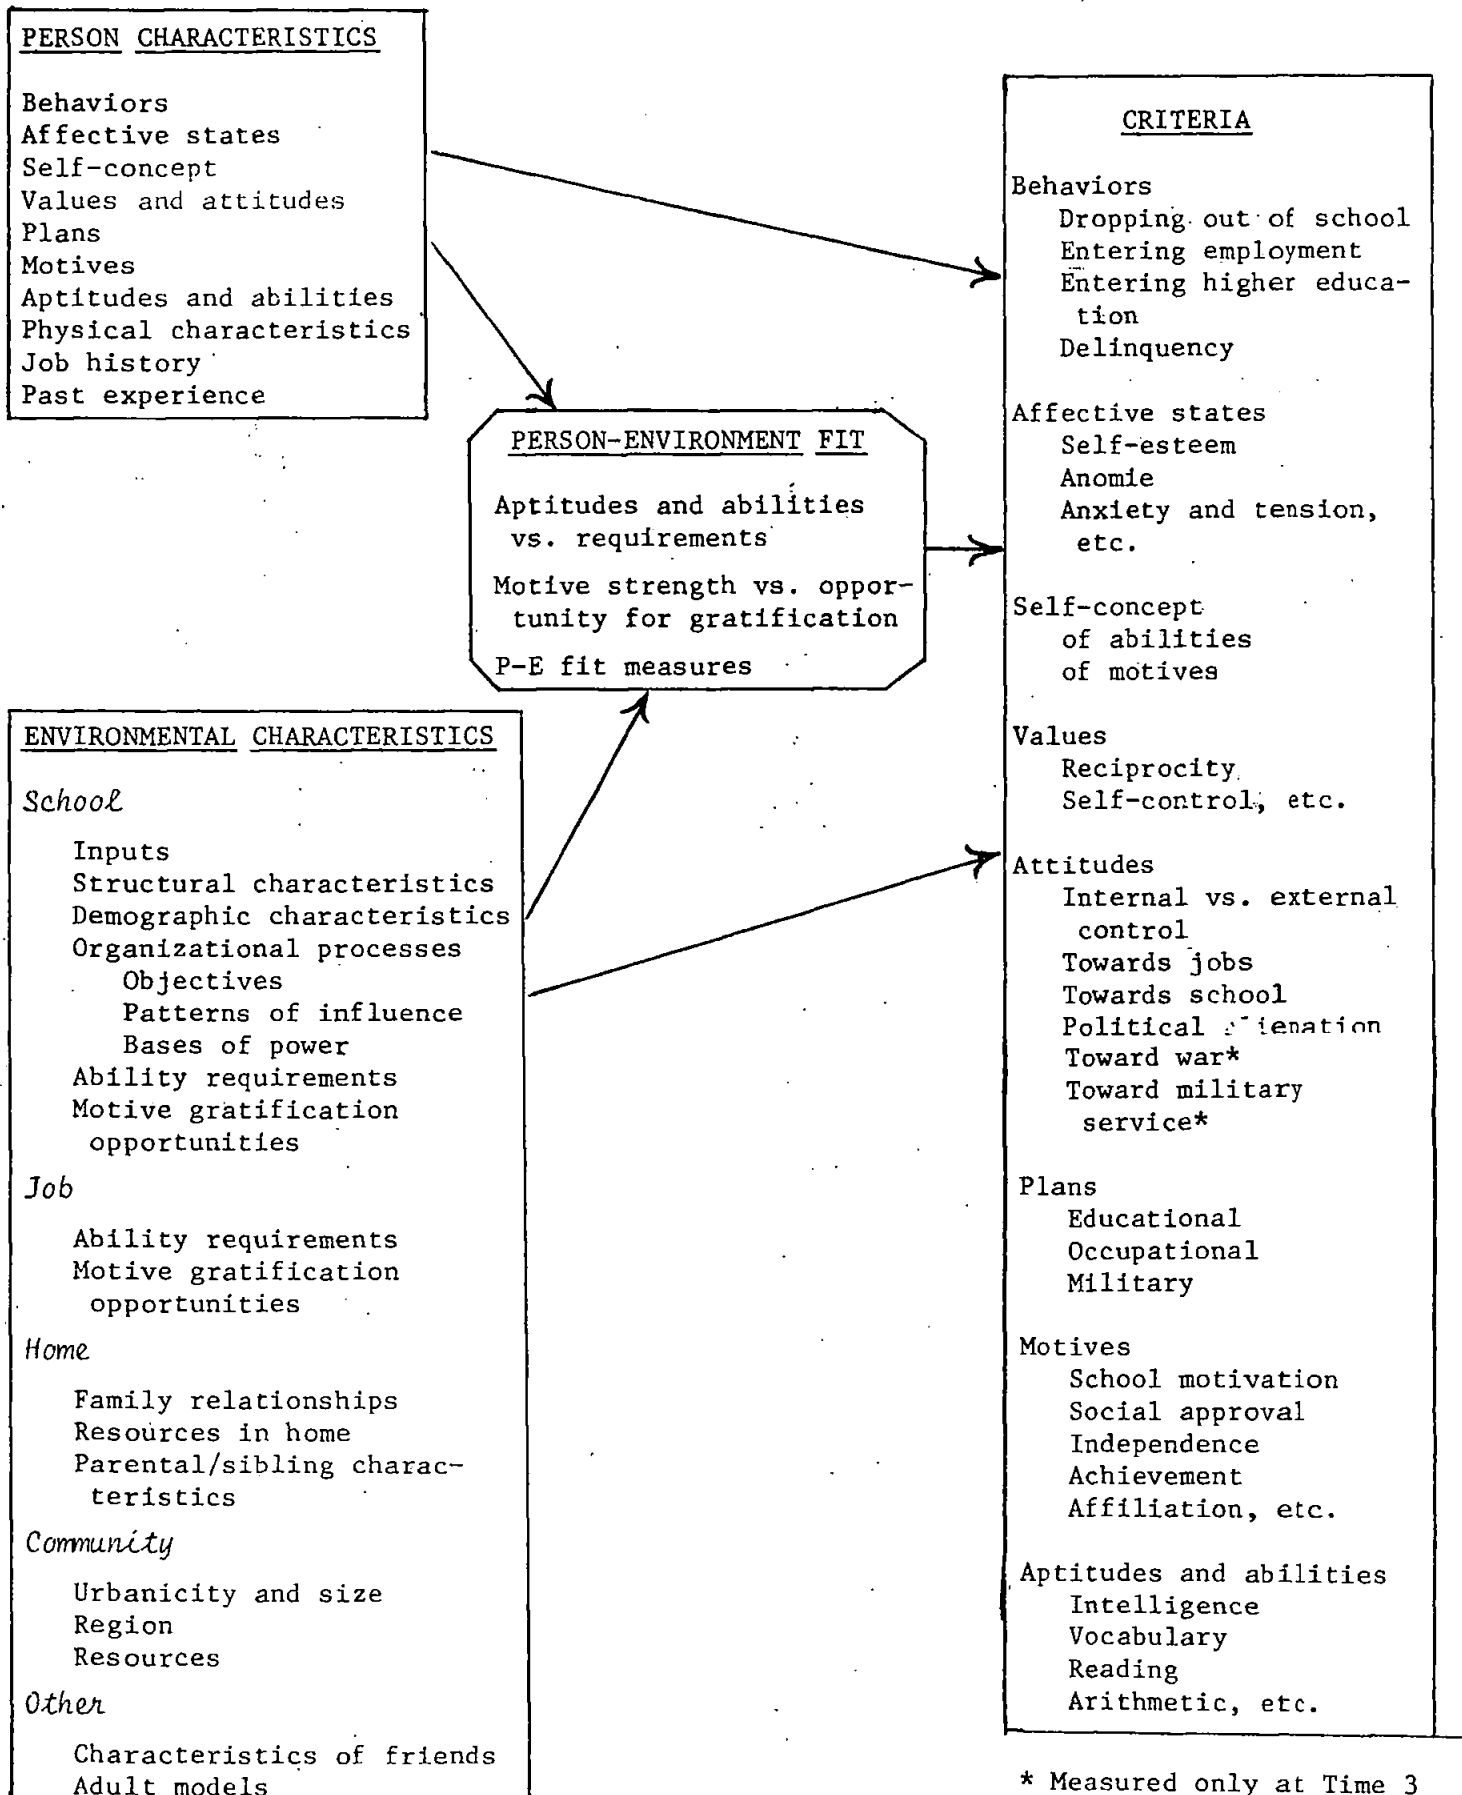 PERSON CHARACTERISTICS
Behaviors
Affective states
Self-concept
Values and attitudes
Plans
Motives
Aptitudes and abilities
Physical characteristics
Job history
Past experience
PERSON-ENVIRONMENT FIT
Aptitudes and abilities
vs. requirements
Motive strength vs. oppor-
tunity for gratification
P-E fit measures
ENVIRONMENTAL CHARACTERISTICS
School
Inputs
Structural characteristics
Demographic characteristics
Organizational processes
Objectives
Patterns of influence
Bases of power
Ability requirements
Motive gratification
opportunities
Job
Ability requirements
Motive gratification
opportunities
Home
Family relationships
Resources in home
Parental/sibling charac-
teristics
Community
Urbanicity and size
Region
Resources
Other
Characteristics of friends
Adult models
CRITERIA
Behaviors
Dropping out of school
Entering employment
Entering higher educa-
tion
Delinquency
Affective states
Self-esteem
Anomie
Anxiety and tension,
etc.
Self-concept
of abilities
of motives
Values
Reciprocity
Self-control, etc.
Attitudes
Internal vs. external
control
Towards jobs
Towards school
Political
Toward war*
Toward military
service*
Plans
Educational
Occupational
Military
Motives
School motivation
Social approval
Independence
Achievement
Affiliation, etc.
Aptitudes and abilities
Intelligence
Vocabulary
Reading
Arithmetic, etc.
* Measured only at Time 3